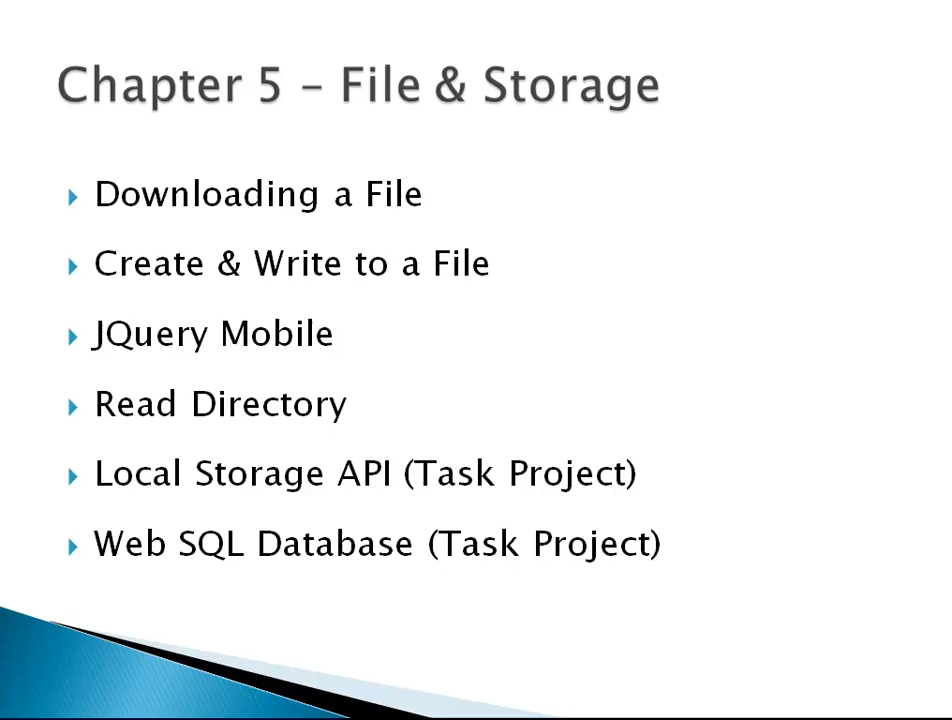 Chapter 5 – File & Storage
Downloading a File
Create & Write to a File
JQuery Mobile
Read Directory
Local Storage API (Task Project)
Web SQL Database (Task Project)